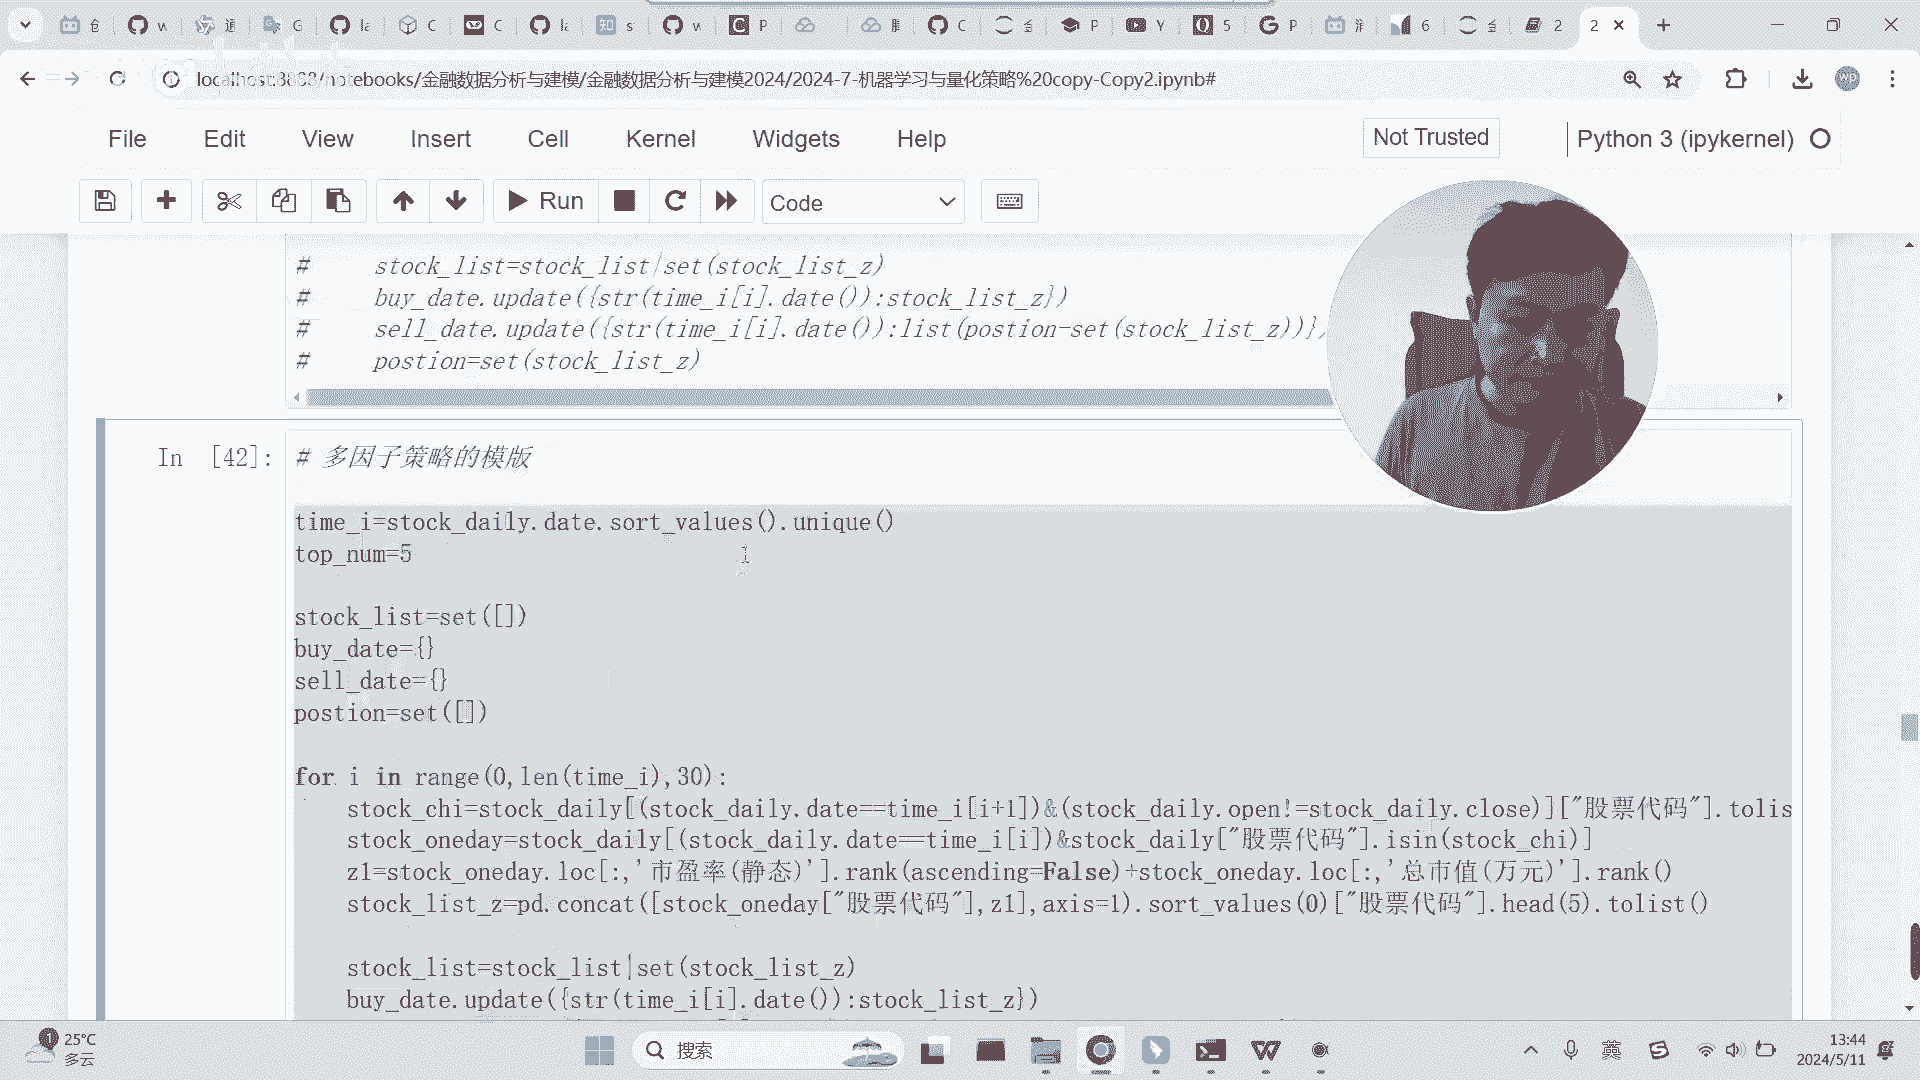 localhost:8888/notebooks/金融数据分析与建模/金融数据分析与建模2024/2024-7-机器学习与量化策略%20copy-Copy2.ipynb#
File Edit View Insert Cell Kernel Widgets Help
Not Trusted
Python 3 (ipykernel)
Run
Code
# stock_list=stock_list|set(stock_list_z)
# buy_date.update({str(time_i[i].date()):stock_list_z})
# sell_date.update({str(time_i[i].date()):list(postion-set(stock_list_z))})
# postion=set(stock_list_z)
In [42]:
# 多因子策略的模版
time_i=stock_daily.date.sort_values().unique()
top_num=5
stock_list=set([])
buy_date={}
sell_date={}
postion=set([])
for i in range(0,len(time_i),30):
stock_chi=stock_daily[(stock_daily.date==time_i[i+1])&(stock_daily.open!=stock_daily.close)]["股票代码"].tolis
stock_oneday=stock_daily[(stock_daily.date==time_i[i])&stock_daily["股票代码"].isin(stock_chi)]
z1=stock_oneday.loc[:,'市盈率(静态)'].rank(ascending=False)+stock_oneday.loc[:,'总市值(万元)'].rank()
stock_list_z=pd.concat([stock_oneday["股票代码"],z1],axis=1).sort_values(0)["股票代码"].head(5).tolist()
stock_list=stock_list|set(stock_list_z)
buy_date.update({str(time_i[i].date()):stock_list_z})
25°C
多云
搜索
英
13:44
2024/5/11